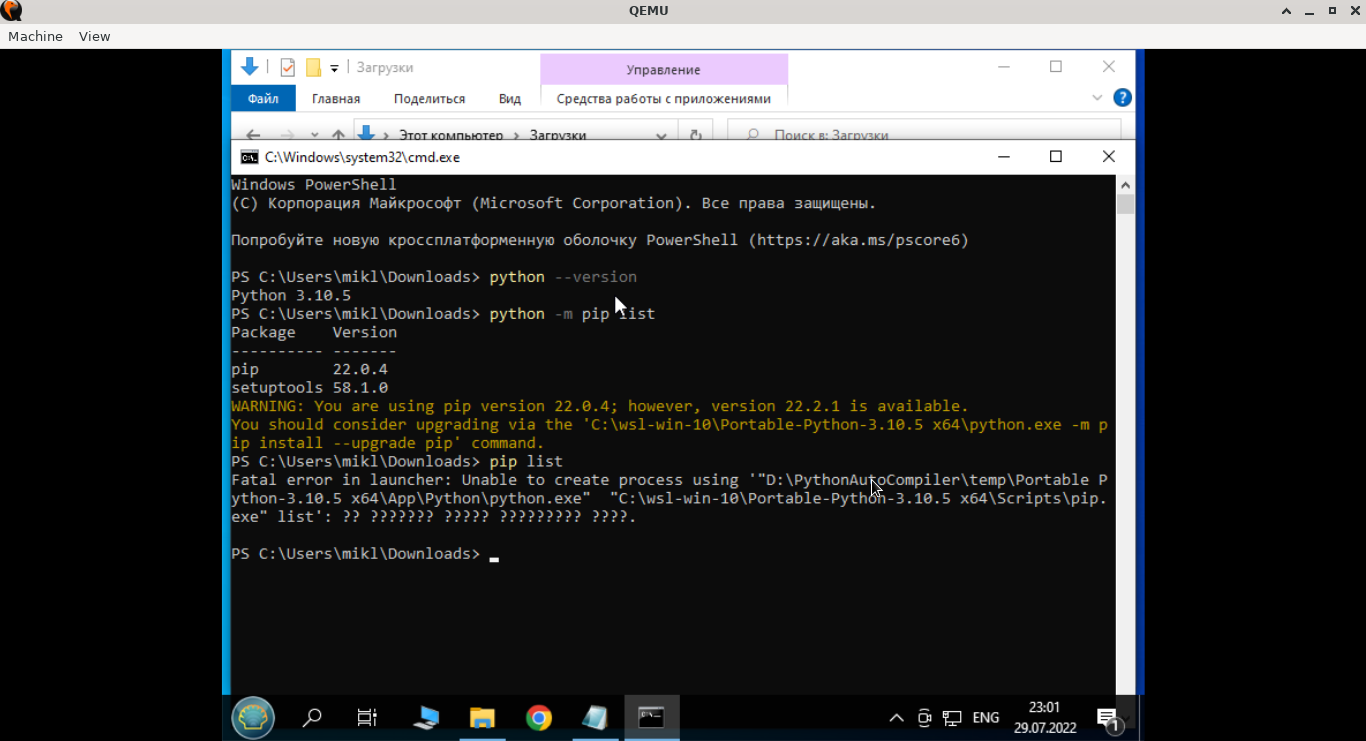 QEMU
Machine View
Загрузки
Управление
Файл Главная Поделиться Вид Средства работы с приложениями
Этот компьютер Загрузки
Поиск в: Загрузки
C:\Windows\system32\cmd.exe
Windows PowerShell
(C) Корпорация Майкрософт (Microsoft Corporation). Все права защищены.
Попробуйте новую кроссплатформенную оболочку PowerShell (https://aka.ms/pscore6)
PS C:\Users\mikl\Downloads> python --version
Python 3.10.5
PS C:\Users\mikl\Downloads> python -m pip list
Package    Version
---------- -------
pip        22.0.4
setuptools 58.1.0
WARNING: You are using pip version 22.0.4; however, version 22.2.1 is available.
You should consider upgrading via the 'C:\wsl-win-10\Portable-Python-3.10.5 x64\python.exe -m p
ip install --upgrade pip' command.
PS C:\Users\mikl\Downloads> pip list
Fatal error in launcher: Unable to create process using '"D:\PythonAutoCompiler\temp\Portable P
ython-3.10.5 x64\App\Python\python.exe"  "C:\wsl-win-10\Portable-Python-3.10.5 x64\Scripts\pip.
exe" list': ?? ??????? ????? ????????? ????.
PS C:\Users\mikl\Downloads>
ENG
23:01
29.07.2022
1